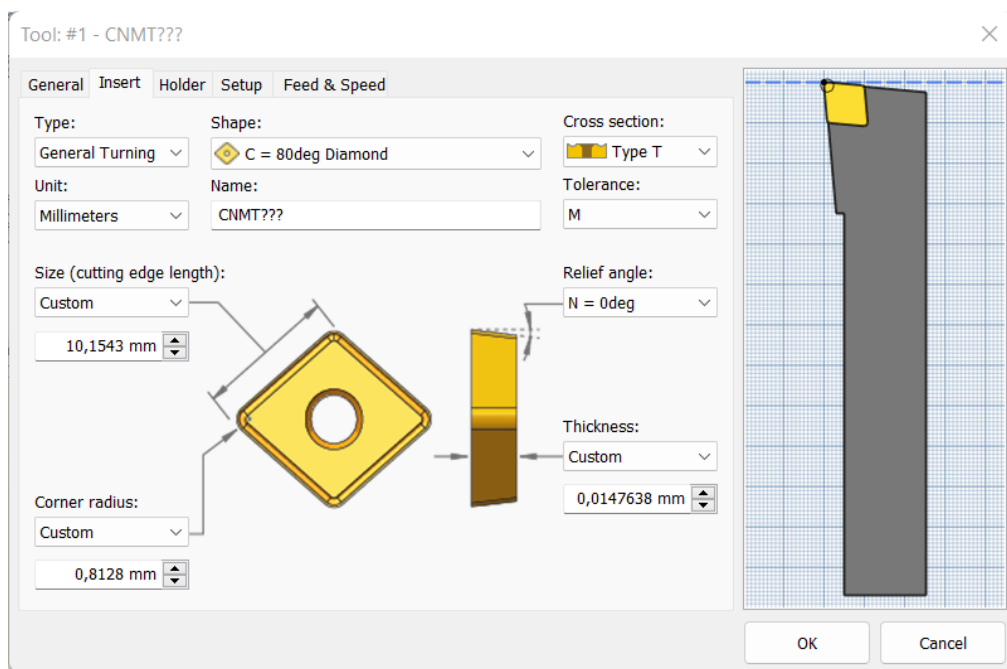 Tool: #1 - CNMT???
General Insert Holder Setup Feed & Speed
Type: Shape: Cross section:
General Turning C = 80deg Diamond Type T
Unit: Name: Tolerance:
Millimeters CNMT??? M
Size (cutting edge length): Relief angle:
Custom N = 0deg
10,1543 mm
Thickness:
Custom
0,0147638 mm
Corner radius:
Custom
0,8128 mm
OK Cancel